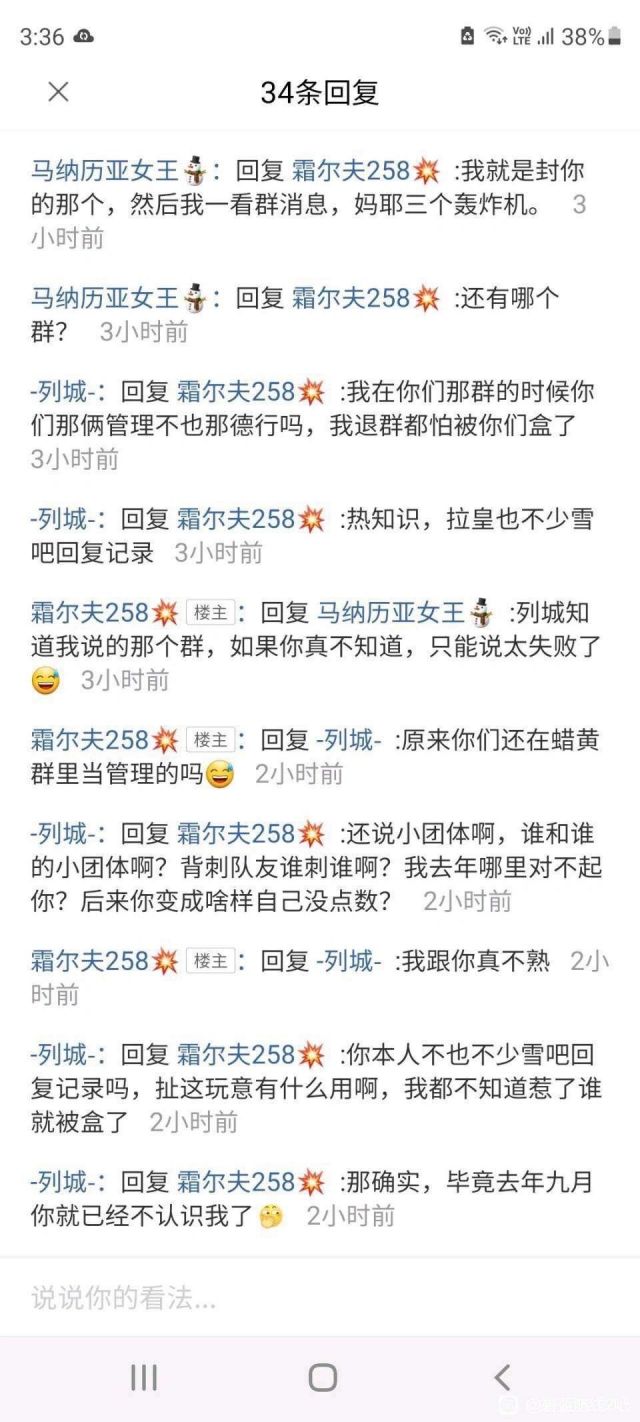 3:36
Vo)) LTE 38%
34条回复
马纳历亚女王⛄：回复 霜尔夫258💥 :我就是封你
的那个，然后我一看群消息，妈耶三个轰炸机。 3
小时前
马纳历亚女王⛄：回复 霜尔夫258💥 :还有哪个
群？ 3小时前
-列城-：回复 霜尔夫258💥 :我在你们那群的时候你
们那俩管理不也那德行吗，我退群都怕被你们盒了
3小时前
-列城-：回复 霜尔夫258💥 :热知识，拉皇也不少雪
吧回复记录 3小时前
霜尔夫258💥 楼主：回复 马纳历亚女王⛄ :列城知
道我说的那个群，如果你真不知道，只能说太失败了
😅 3小时前
霜尔夫258💥 楼主：回复 -列城- :原来你们还在蜡黄
群里当管理的吗😅 2小时前
-列城-：回复 霜尔夫258💥 :还说小团体啊，谁和谁
的小团体啊？背刺队友谁刺谁啊？我去年哪里对不起
你？后来你变成啥样自己没点数？ 2小时前
霜尔夫258💥 楼主：回复 -列城- :我跟你真不熟 2小
时前
-列城-：回复 霜尔夫258💥 :你本人不也不少雪吧回
复记录吗，扯这玩意有什么用啊，我都不知道惹了谁
就被盒了 2小时前
-列城-：回复 霜尔夫258💥 :那确实，毕竟去年九月
你就已经不认识我了🤭 2小时前
说说你的看法...